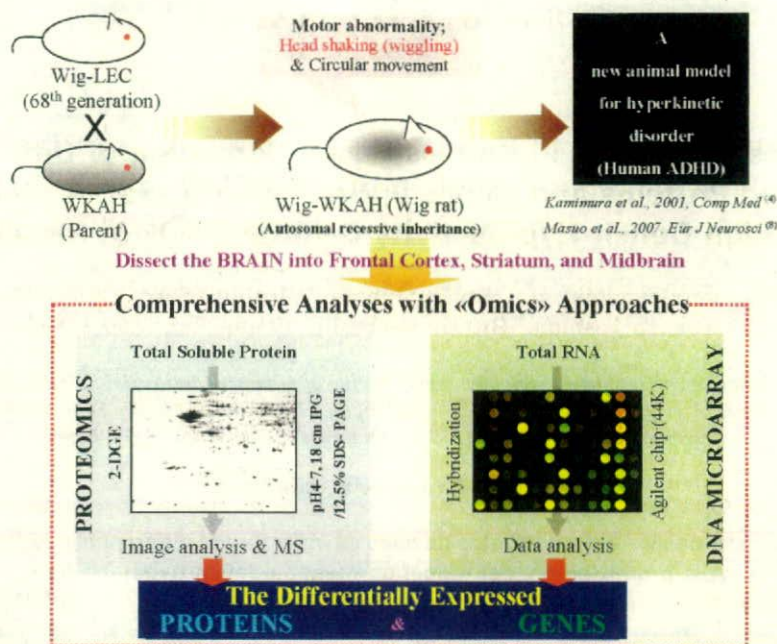 Motor abnormality;
Head shaking (wiggling)
& Circular movement
Wig-LEC
(68th generation)
X
WKAH
(Parent)
Wig-WKAH (Wig rat)
(Autosomal recessive inheritance)
A
new animal model
for hyperkinetic
disorder
(Human ADHD)
Kamimura et al., 2001, Comp Med (4)
Masuo et al., 2007, Eur J Neurosci (8)
Dissect the BRAIN into Frontal Cortex, Striatum, and Midbrain
Comprehensive Analyses with «Omics» Approaches
PROTEOMICS
Total Soluble Protein
2-DGE
pH4-7, 18 cm IPG
/12.5% SDS- PAGE
Image analysis & MS
Total RNA
Hybridization
Agilent chip (44K)
DNA MICROARRAY
Data analysis
The Differentially Expressed
PROTEINS & GENES